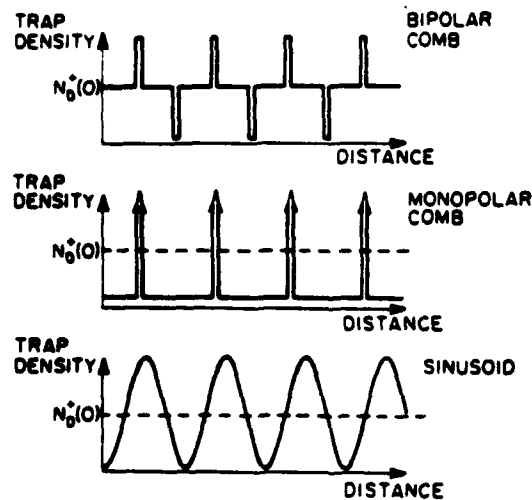 TRAP
DENSITY
BIPOLAR
COMB
N_D^+(0)
DISTANCE
TRAP
DENSITY
MONOPOLAR
COMB
N_D^+(0)
DISTANCE
TRAP
DENSITY
SINUSOID
N_D^+(0)
DISTANCE